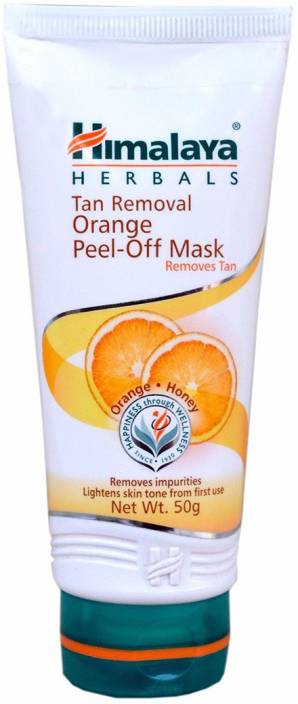 Himalaya®
HERBALS
Tan Removal
Orange
Peel-Off Mask
Removes Tan
Orange • Honey
HAPPINESS through WELLNESS
SINCE • 1930
Removes impurities
Lightens skin tone from first use
Net Wt. 50g